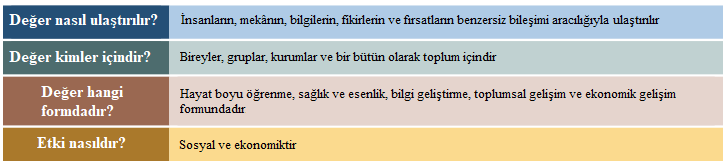 Değer nasıl ulaştırılır?
İnsanların, mekânın, bilgilerin, fikirlerin ve fırsatların benzersiz bileşimi aracılığıyla ulaştırılır
Değer kimler içindir?
Bireyler, gruplar, kurumlar ve bir bütün olarak toplum içindir
Değer hangi
formdadır?
Hayat boyu öğrenme, sağlık ve esenlik, bilgi geliştirme, toplumsal gelişim ve ekonomik gelişim
formundadır
Etki nasıldır?
Sosyal ve ekonomiktir